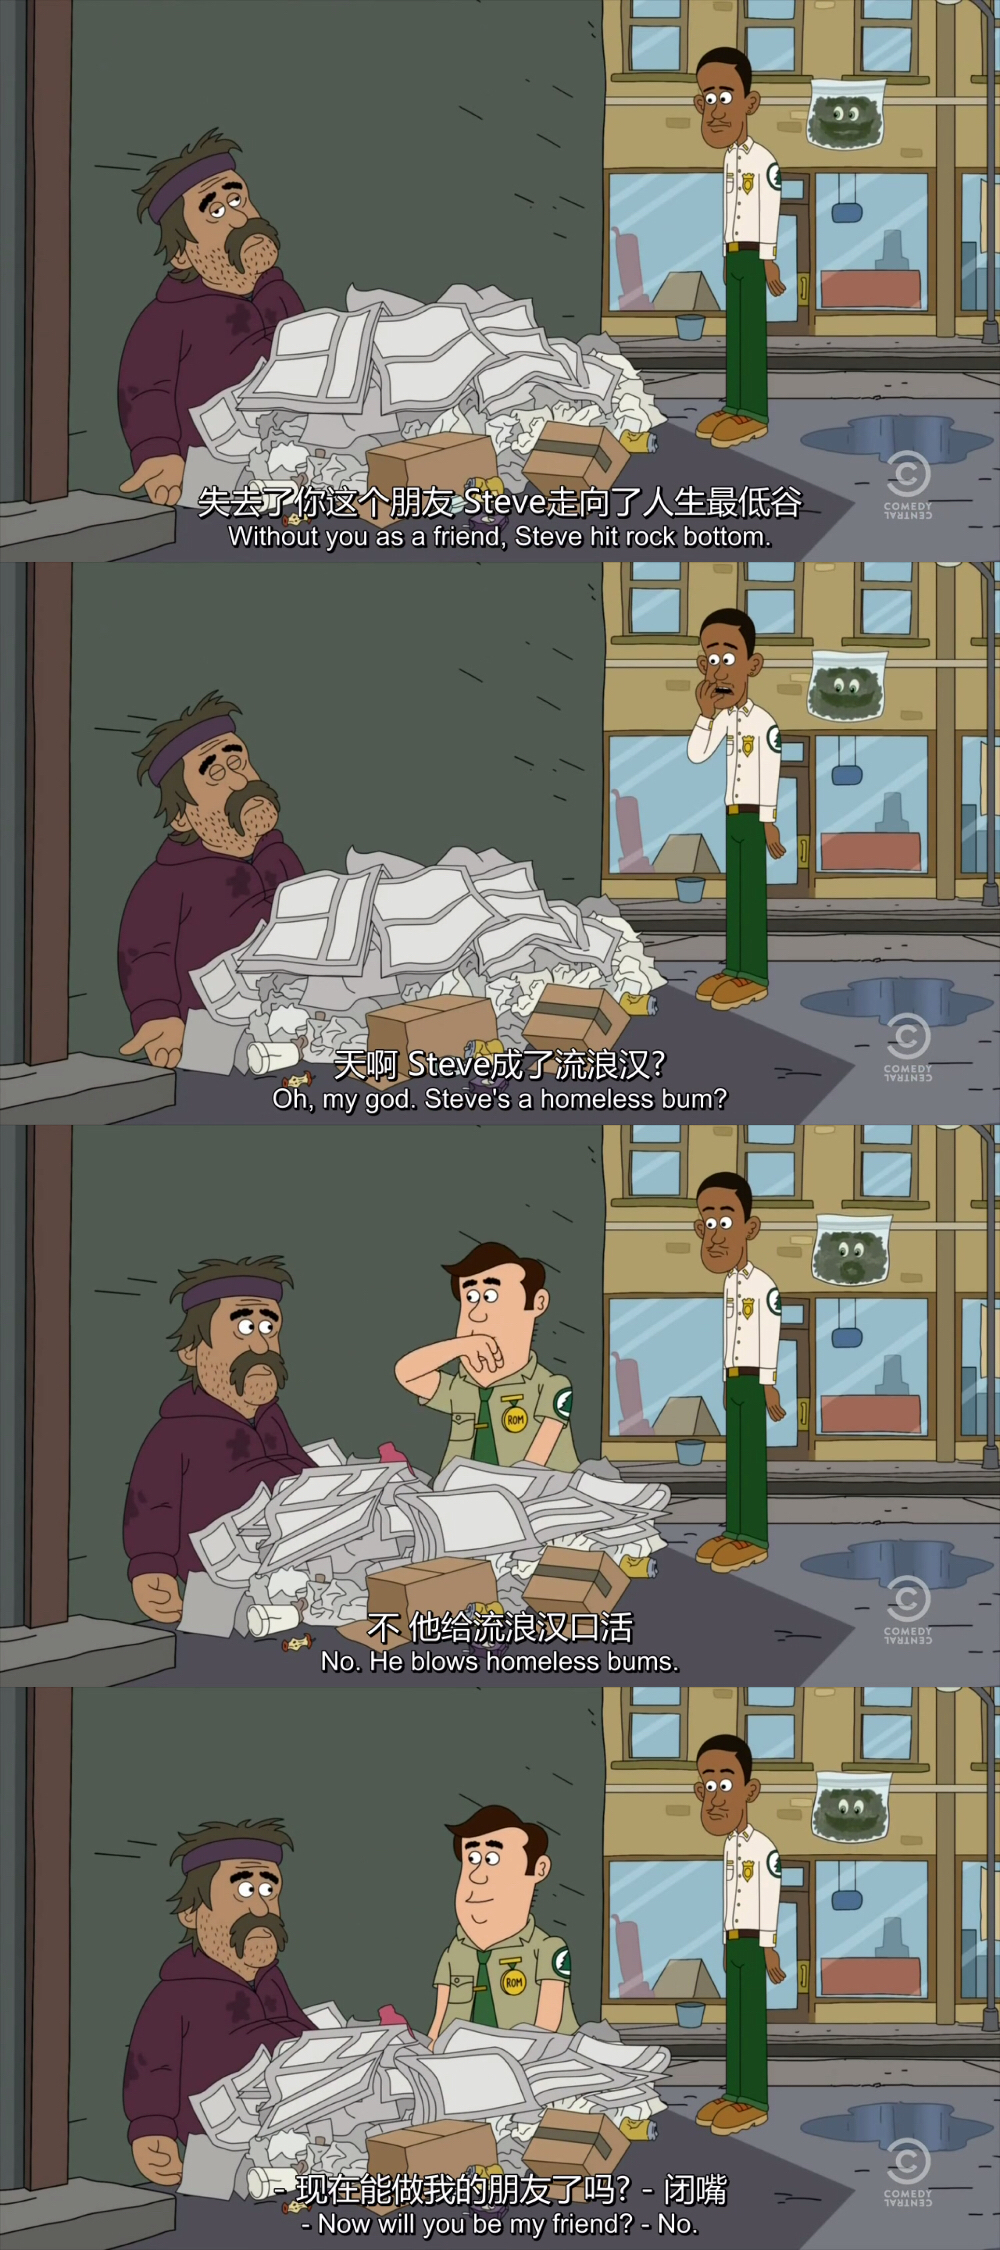 失去了你这个朋友 Steve走向了人生最低谷
Without you as a friend, Steve hit rock bottom.
COMEDY
CENTRAL
天啊 Steve成了流浪汉?
Oh, my god. Steve's a homeless bum?
COMEDY
CENTRAL
ROM
不 他给流浪汉口活
No. He blows homeless bums.
COMEDY
CENTRAL
ROM
- 现在能做我的朋友了吗? - 闭嘴
- Now will you be my friend? - No.
COMEDY
CENTRAL